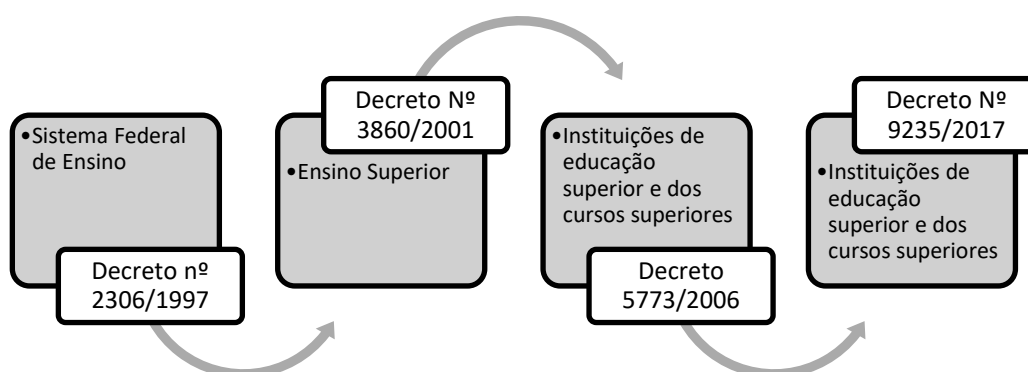 •Sistema Federal
de Ensino
Decreto nº
2306/1997
Decreto Nº
3860/2001
•Ensino Superior
•Instituições de
educação
superior e dos
cursos superiores
Decreto
5773/2006
Decreto Nº
9235/2017
•Instituições de
educação
superior e dos
cursos superiores